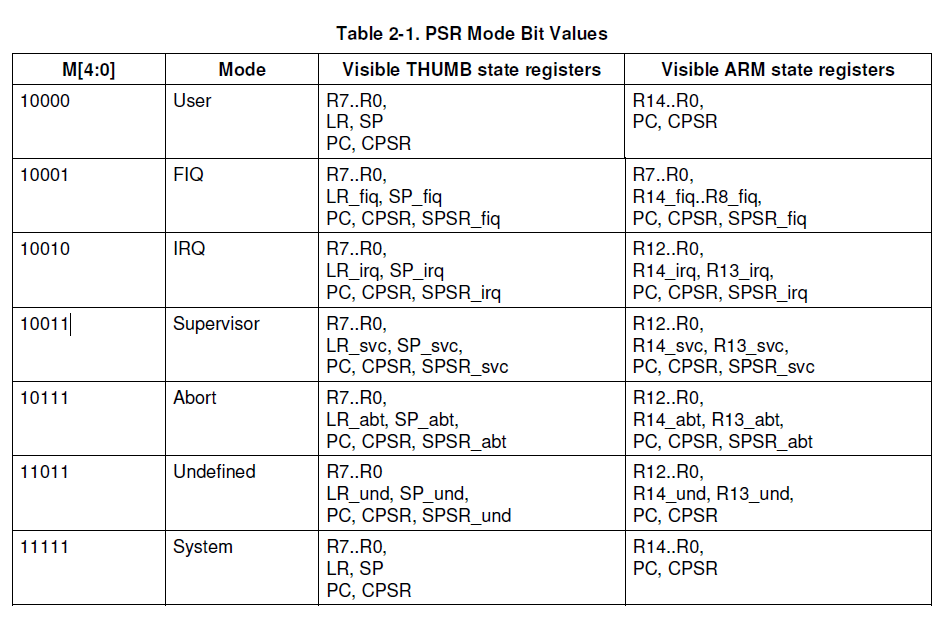 Table 2-1. PSR Mode Bit Values
M[4:0] Mode Visible THUMB state registers Visible ARM state registers
10000 User R7..R0, R14..R0,
LR, SP PC, CPSR
PC, CPSR
10001 FIQ R7..R0, R7..R0,
LR_fiq, SP_fiq R14_fiq..R8_fiq,
PC, CPSR, SPSR_fiq PC, CPSR, SPSR_fiq
10010 IRQ R7..R0, R12..R0,
LR_irq, SP_irq R14_irq, R13_irq,
PC, CPSR, SPSR_irq PC, CPSR, SPSR_irq
10011 Supervisor R7..R0, R12..R0,
LR_svc, SP_svc, R14_svc, R13_svc,
PC, CPSR, SPSR_svc PC, CPSR, SPSR_svc
10111 Abort R7..R0, R12..R0,
LR_abt, SP_abt, R14_abt, R13_abt,
PC, CPSR, SPSR_abt PC, CPSR, SPSR_abt
11011 Undefined R7..R0 R12..R0,
LR_und, SP_und, R14_und, R13_und,
PC, CPSR, SPSR_und PC, CPSR
11111 System R7..R0, R14..R0,
LR, SP PC, CPSR
PC, CPSR